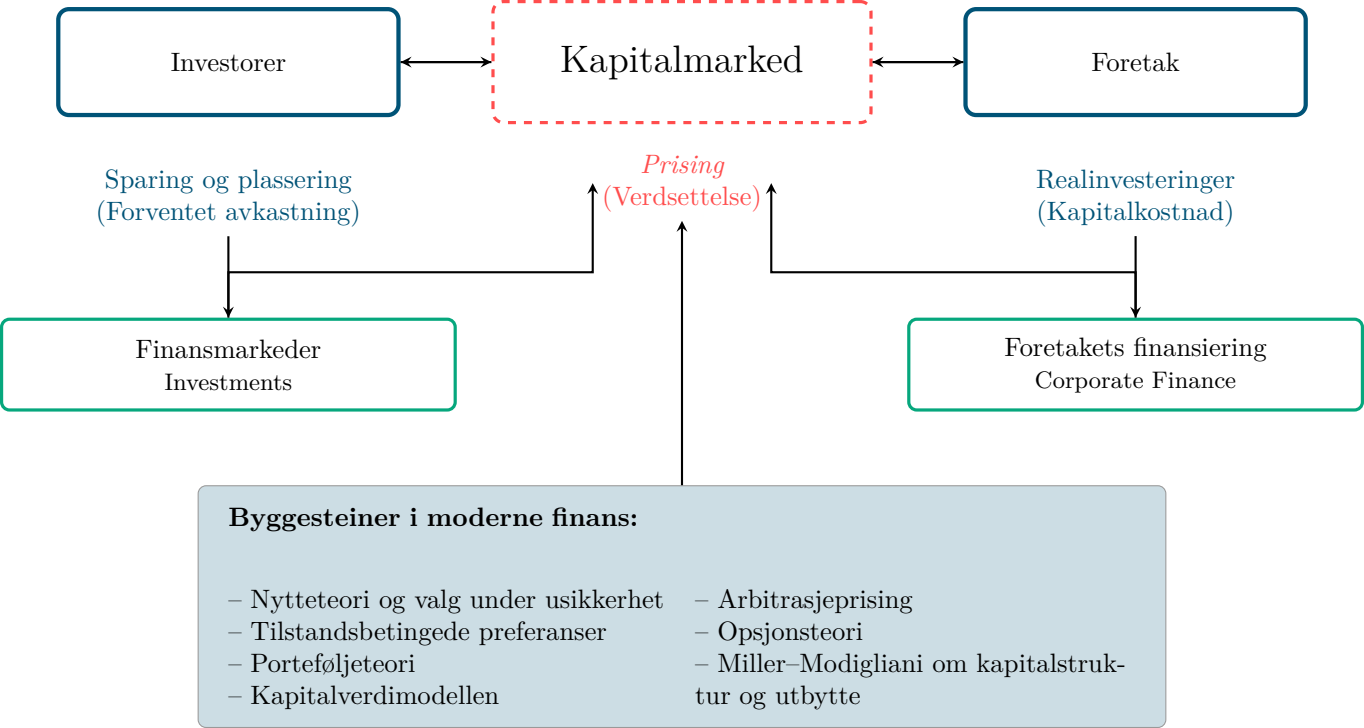 Investorer
Kapitalmarked
Foretak
Sparing og plassering
(Forventet avkastning)
Prising
(Verdsettelse)
Realinvesteringer
(Kapitalkostnad)
Finansmarkeder
Investments
Foretakets finansiering
Corporate Finance
Byggesteiner i moderne finans:
– Nytteteori og valg under usikkerhet
– Tilstandsbetingede preferanser
– Porteføljeteori
– Kapitalverdimodellen
– Arbitrasjeprising
– Opsjonsteori
– Miller–Modigliani om kapitalstruk-
tur og utbytte